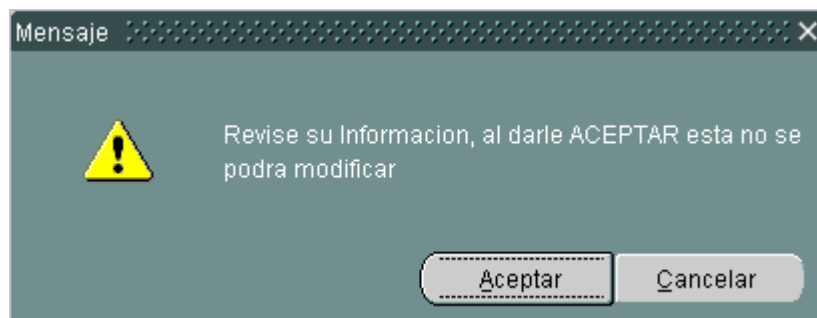 Mensaje
Revise su Informacion, al darle ACEPTAR esta no se
podra modificar
Aceptar
Cancelar